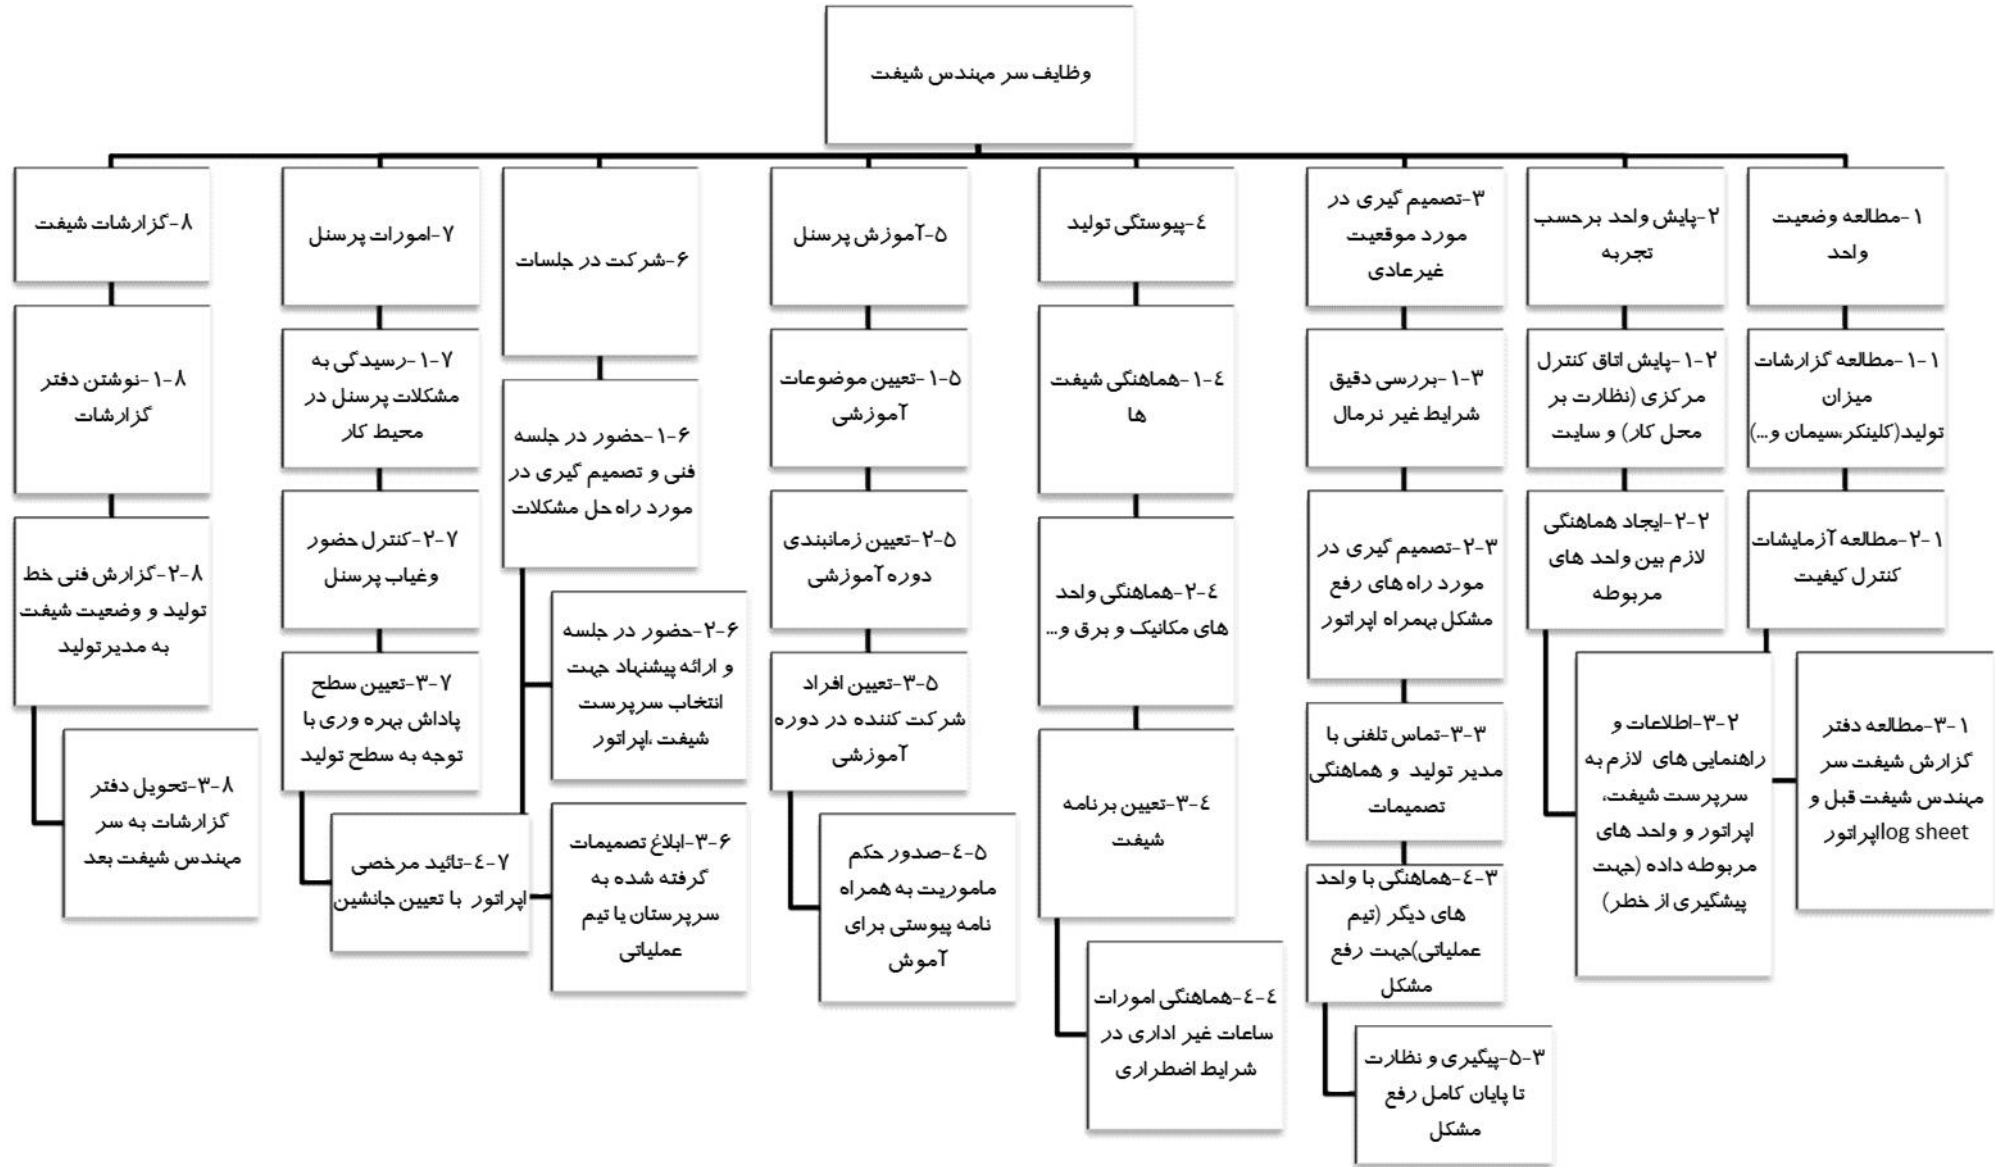 وظایف سر مهندس شیفت
۱-مطالعه وضعیت
واحد
۱-۱-مطالعه گزارشات
میزان
تولید(کلینکر،سیمان و...)
۱-۲-مطالعه آزمایشات
کنترل کیفیت
۱-۳-مطالعه دفتر
گزارش شیفت سر
مهندس شیفت قبل و
log sheetاپراتور
۲-پایش واحد برحسب
تجربه
۲-۱-پایش اتاق کنترل
مرکزی (نظارت بر
محل کار) و سایت
۲-۲-ایجاد هماهنگی
لازم بین واحد های
مربوطه
۲-۳-اطلاعات و
راهنمایی های لازم به
سرپرست شیفت،
اپراتور و واحد های
مربوطه داده (جهت
پیشگیری از خطر)
۳-تصمیم گیری در
مورد موقعیت
غیرعادی
۳-۱-بررسی دقیق
شرایط غیر نرمال
۳-۲-تصمیم گیری در
مورد راه های رفع
مشکل بهمراه اپراتور
۳-۳-تماس تلفنی با
مدیر تولید و هماهنگی
تصمیمات
۳-٤-هماهنگی با واحد
های دیگر (تیم
عملیاتی)جهت رفع
مشکل
۳-۵-پیگیری و نظارت
تا پایان کامل رفع
مشکل
٤-پیوستگی تولید
٤-۱-هماهنگی شیفت
ها
٤-۲-هماهنگی واحد
های مکانیک و برق و...
٤-۳-تعیین برنامه
شیفت
٤-٤-هماهنگی امورات
ساعات غیر اداری در
شرایط اضطراری
۵-آموزش پرسنل
۵-۱-تعیین موضوعات
آموزشی
۵-۲-تعیین زمانبندی
دوره آموزشی
۵-۳-تعیین افراد
شرکت کننده در دوره
آموزشی
۵-٤-صدور حکم
ماموریت به همراه
نامه پیوستی برای
آموش
۶-شرکت در جلسات
۶-۱-حضور در جلسه
فنی و تصمیم گیری در
مورد راه حل مشکلات
۶-۲-حضور در جلسه
و ارائه پیشنهاد جهت
انتخاب سرپرست
شیفت ،اپراتور
۶-۳-ابلاغ تصمیمات
گرفته شده به
سرپرستان یا تیم
عملیاتی
۷-امورات پرسنل
۷-۱-رسیدگی به
مشکلات پرسنل در
محیط کار
۷-۲-کنترل حضور
وغیاب پرسنل
۷-۳-تعیین سطح
پاداش بهره وری با
توجه به سطح تولید
۷-٤-تائید مرخصی
اپراتور با تعیین جانشین
۸-گزارشات شیفت
۸-۱-نوشتن دفتر
گزارشات
۸-۲-گزارش فنی خط
تولید و وضعیت شیفت
به مدیرتولید
۸-۳-تحویل دفتر
گزارشات به سر
مهندس شیفت بعد